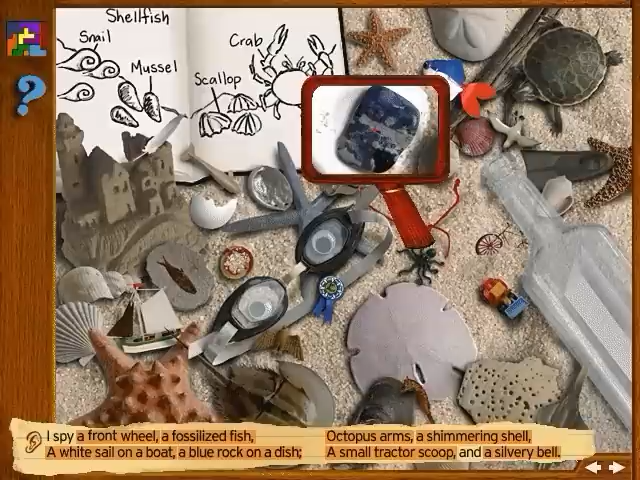 Shellfish
Snail
Mussel
Scallop
Crab
?
I spy a front wheel, a fossilized fish,
A white sail on a boat, a blue rock on a dish;
Octopus arms, a shimmering shell,
A small tractor scoop, and a silvery bell.